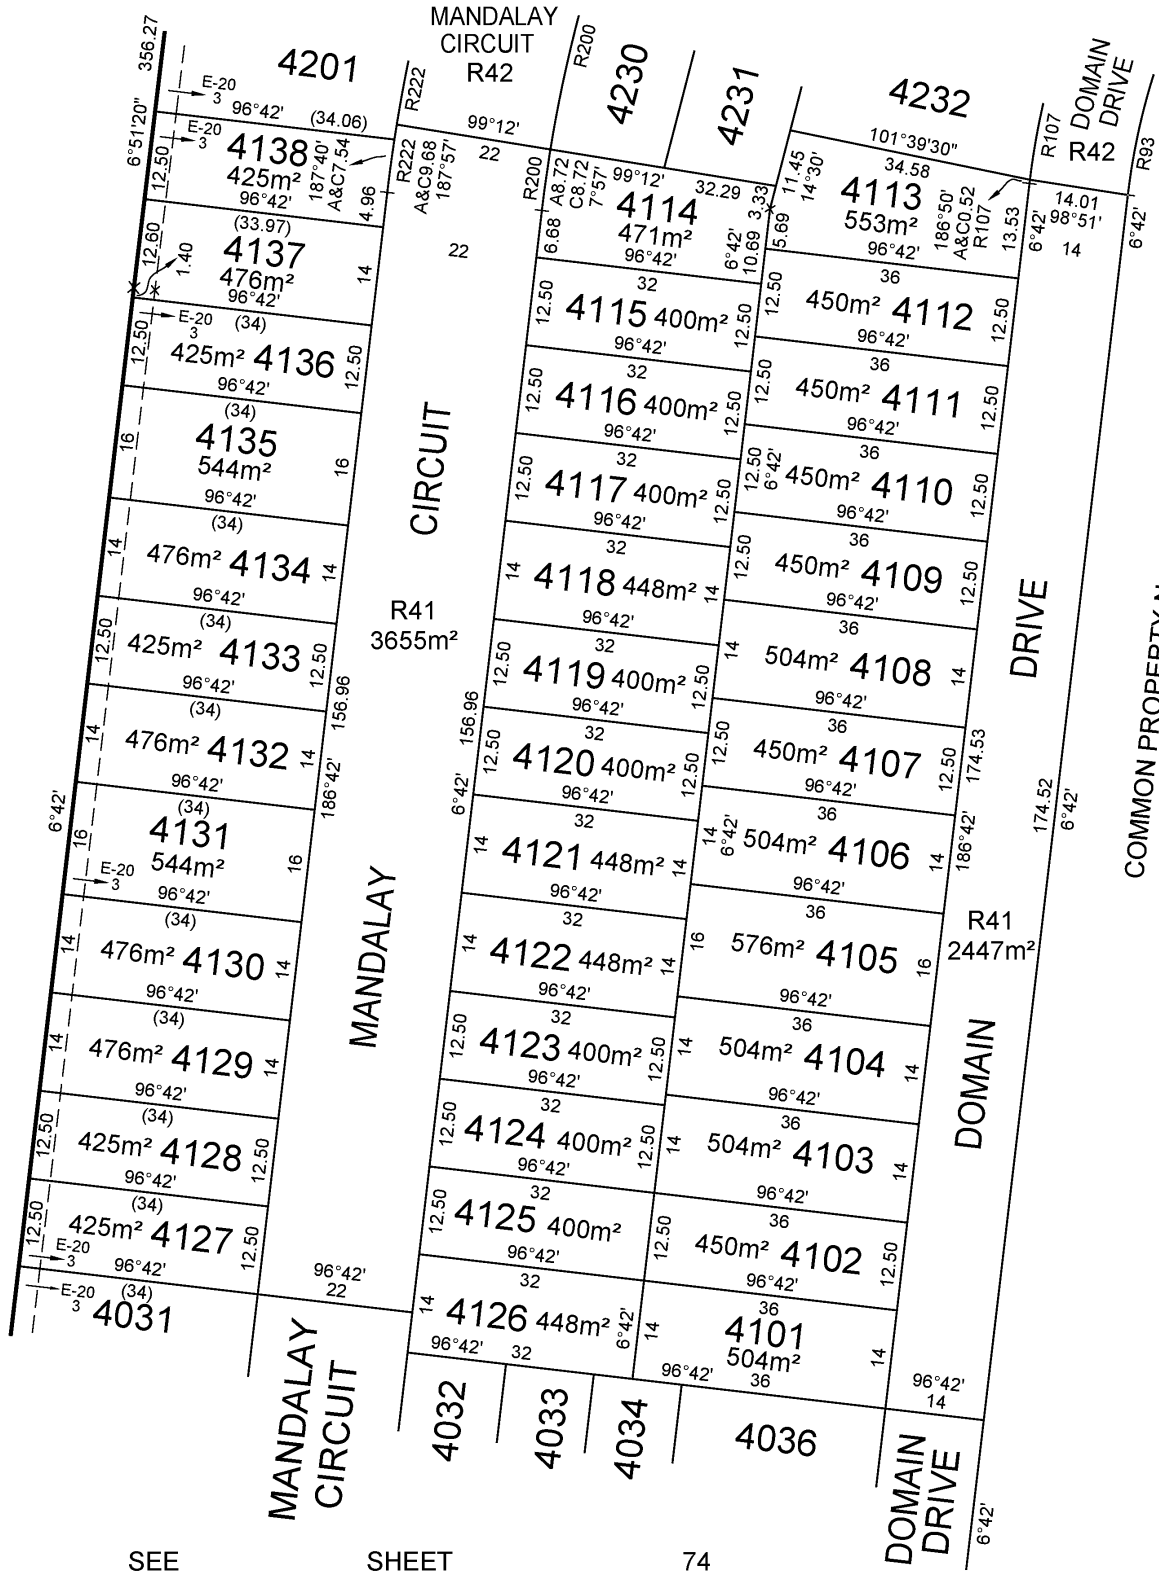 356.27
4201
MANDALAY
CIRCUIT
R42
R222
R200
4230
4231
4232
R107
DOMAIN
DRIVE
R42
R93
E-20
3
96°42'
(34.06)
99°12'
22
101°39'30"
6°51'20"
12.50
E-20
3
4138
425m²
96°42'
187°40'
A&C7.54
4.96
R222
A&C9.68
187°57'
22
R200
A8.72
C8.72
7°57'
6.68
99°12'
32.29
4114
471m²
96°42'
6°42'
10.69
3.33
5.69
11.45
14°30'
34.58
4113
553m²
96°42'
186°50'
A&C0.52
R107
13.53
6°42'
14.01
98°51'
14
6°42'
12.60
1.40
(33.97)
4137
476m²
96°42'
14
12.50
E-20
3
(34)
425m² 4136
96°42'
12.50
12.50
32
4115 400m²
96°42'
12.50
36
450m² 4112
96°42'
12.50
16
(34)
4135
544m²
96°42'
16
CIRCUIT
12.50
32
4116 400m²
96°42'
12.50
12.50
36
450m² 4111
96°42'
12.50
12.50
32
4117 400m²
96°42'
12.50
12.50
6°42'
36
450m² 4110
96°42'
12.50
14
(34)
476m² 4134
96°42'
14
14
32
4118 448m²
96°42'
14
12.50
36
450m² 4109
96°42'
12.50
R41
3655m²
DRIVE
12.50
(34)
425m² 4133
96°42'
12.50
12.50
32
4119 400m²
96°42'
12.50
14
36
504m² 4108
96°42'
14
14
(34)
476m² 4132
96°42'
14
156.96
186°42'
156.96
6°42'
12.50
32
4120 400m²
96°42'
12.50
36
450m² 4107
96°42'
12.50
174.53
186°42'
174.52
6°42'
COMMON PROPERTY
6°42'
16
(34)
4131
544m²
E-20
3
96°42'
16
14
32
4121 448m²
96°42'
14
14
6°42'
36
504m² 4106
96°42'
14
14
(34)
476m² 4130
96°42'
14
MANDALAY
14
32
4122 448m²
96°42'
14
16
36
576m² 4105
96°42'
16
R41
2447m²
14
(34)
476m² 4129
96°42'
14
12.50
32
4123 400m²
96°42'
12.50
14
36
504m² 4104
96°42'
14
DOMAIN
12.50
(34)
425m² 4128
96°42'
12.50
12.50
32
4124 400m²
96°42'
12.50
14
36
504m² 4103
96°42'
14
12.50
(34)
425m² 4127
E-20
3
96°42'
12.50
12.50
32
4125 400m²
96°42'
12.50
36
450m² 4102
96°42'
12.50
E-20
3
(34)
4031
96°42'
22
14
32
4126 448m²
96°42'
32
6°42'
14
36
4101
504m²
96°42'
36
14
96°42'
14
MANDALAY
CIRCUIT
4032
4033
4034
4036
DOMAIN
DRIVE
6°42'
SEE SHEET 74